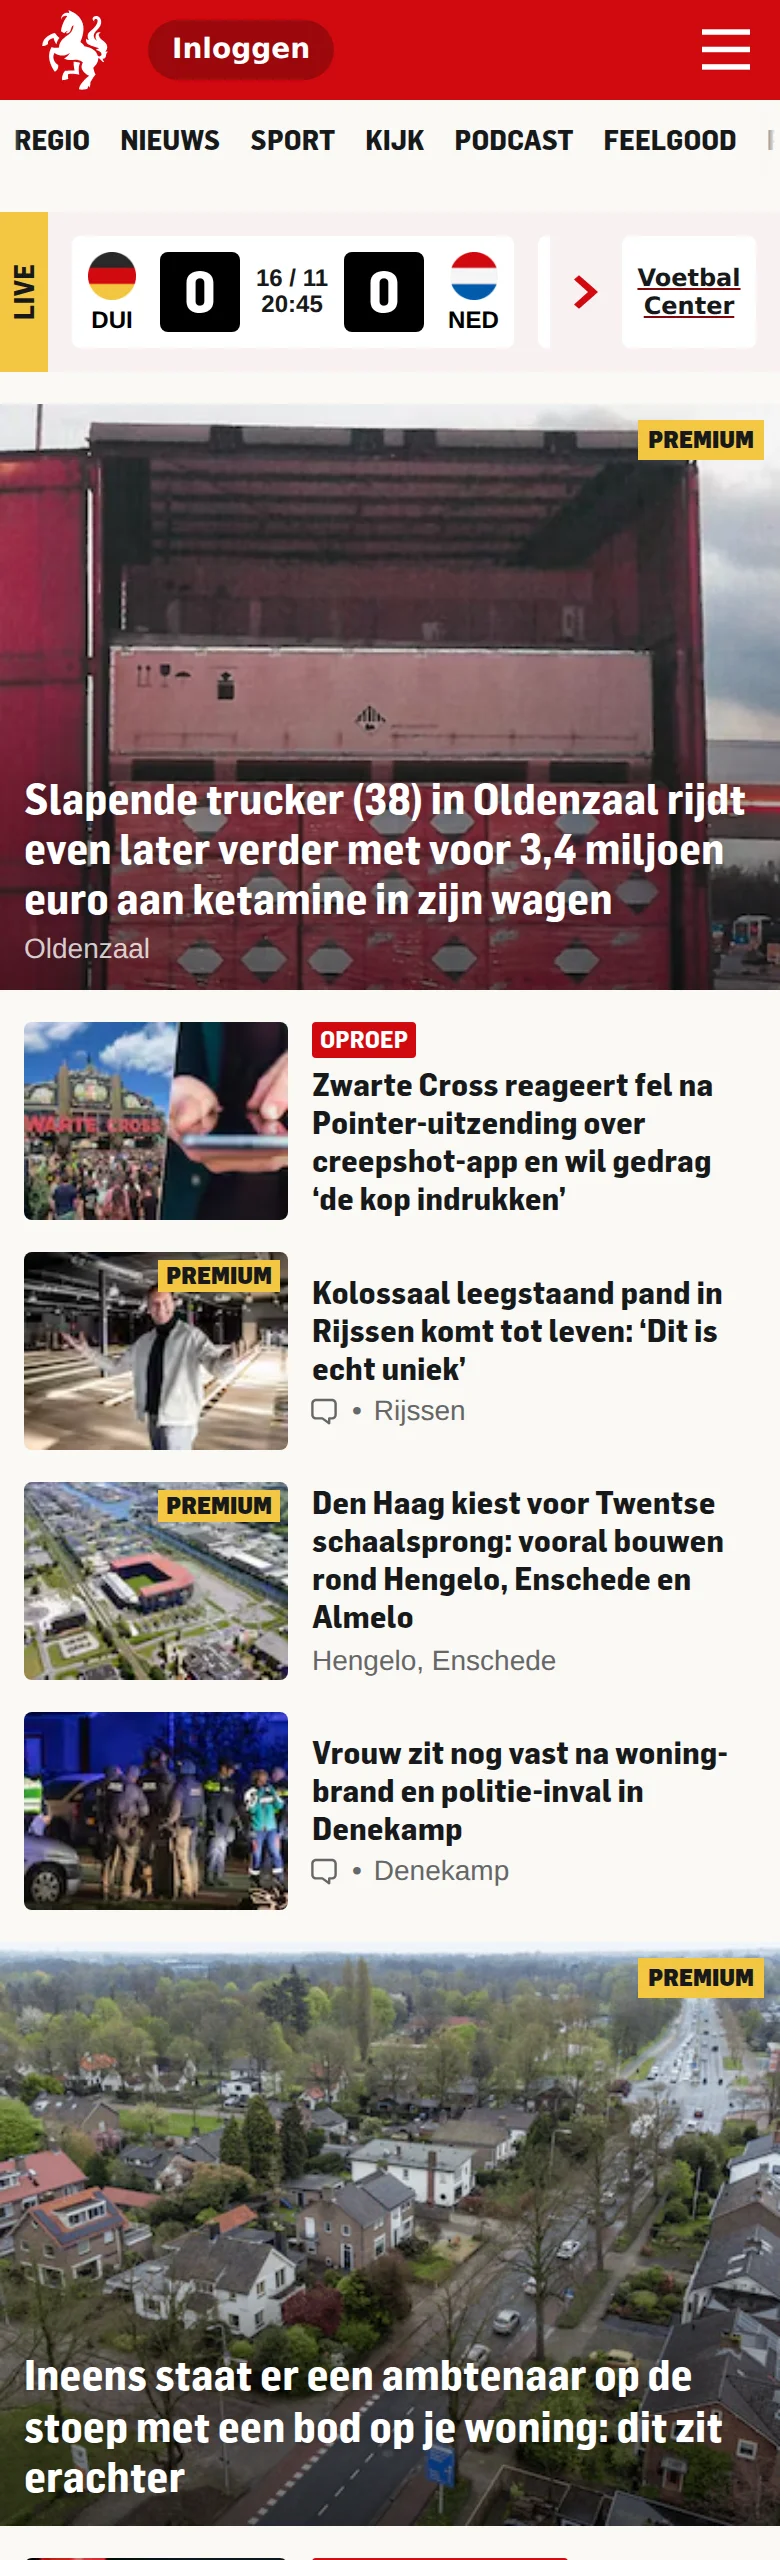 Inloggen
REGIO NIEUWS SPORT KIJK PODCAST FEELGOOD
LIVE
DUI
0
16 / 11
20:45
0
NED
Voetbal
Center
PREMIUM
Slapende trucker (38) in Oldenzaal rijdt
even later verder met voor 3,4 miljoen
euro aan ketamine in zijn wagen
Oldenzaal
WARTE CROSS
OPROEP
Zwarte Cross reageert fel na
Pointer-uitzending over
creepshot-app en wil gedrag
‘de kop indrukken’
PREMIUM
Kolossaal leegstaand pand in
Rijssen komt tot leven: ‘Dit is
echt uniek’
• Rijssen
PREMIUM
Den Haag kiest voor Twentse
schaalsprong: vooral bouwen
rond Hengelo, Enschede en
Almelo
Hengelo, Enschede
Vrouw zit nog vast na woning-
brand en politie-inval in
Denekamp
• Denekamp
PREMIUM
Ineens staat er een ambtenaar op de
stoep met een bod op je woning: dit zit
erachter